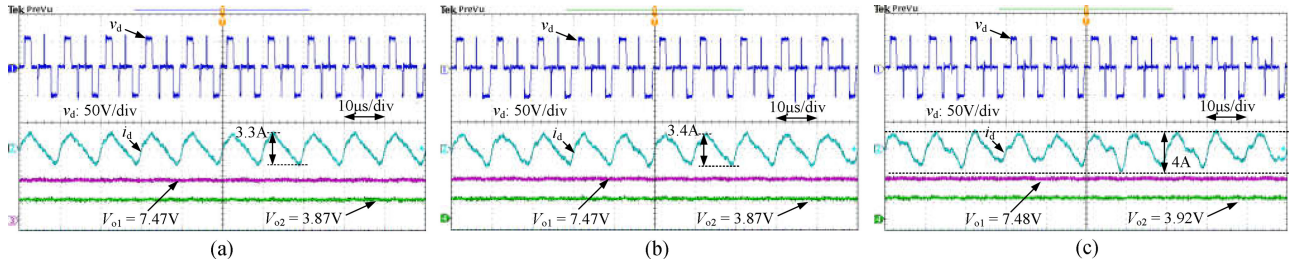 Tek PreVu
v_d
v_d: 50V/div
10μs/div
i_d
3.3A
V_o1 = 7.47V
V_o2 = 3.87V
(a)
Tek PreVu
v_d
v_d: 50V/div
10μs/div
i_d
3.4A
V_o1 = 7.47V
V_o2 = 3.87V
(b)
Tek PreVu
v_d
v_d: 50V/div
10μs/div
i_d
4A
V_o1 = 7.48V
V_o2 = 3.92V
(c)